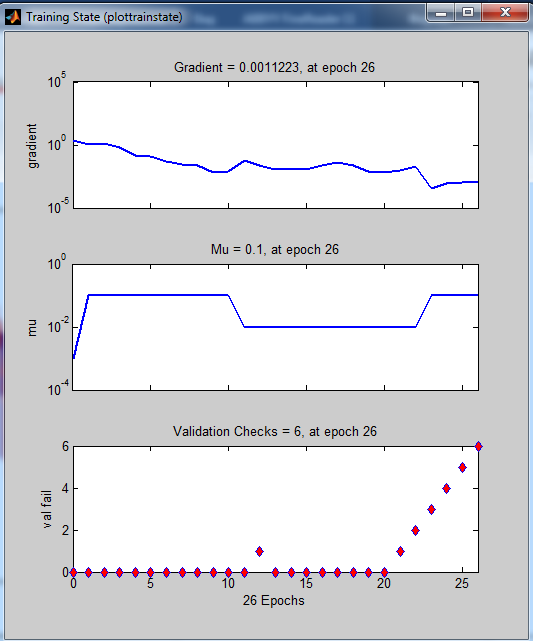 Training State (plottrainstate)
Gradient = 0.0011223, at epoch 26
10^5
10^0
10^-5
gradient
Mu = 0.1, at epoch 26
10^0
10^-2
10^-4
mu
Validation Checks = 6, at epoch 26
6
4
2
0
val fail
0 5 10 15 20 25
26 Epochs